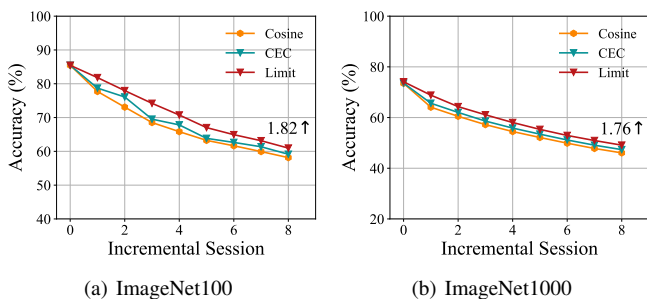 100
90
80
70
60
50
40
Accuracy (%)
Cosine
CEC
Limit
1.82↑
0 2 4 6 8
Incremental Session
(a) ImageNet100
100
80
60
40
20
Accuracy (%)
Cosine
CEC
Limit
1.76↑
0 2 4 6 8
Incremental Session
(b) ImageNet1000